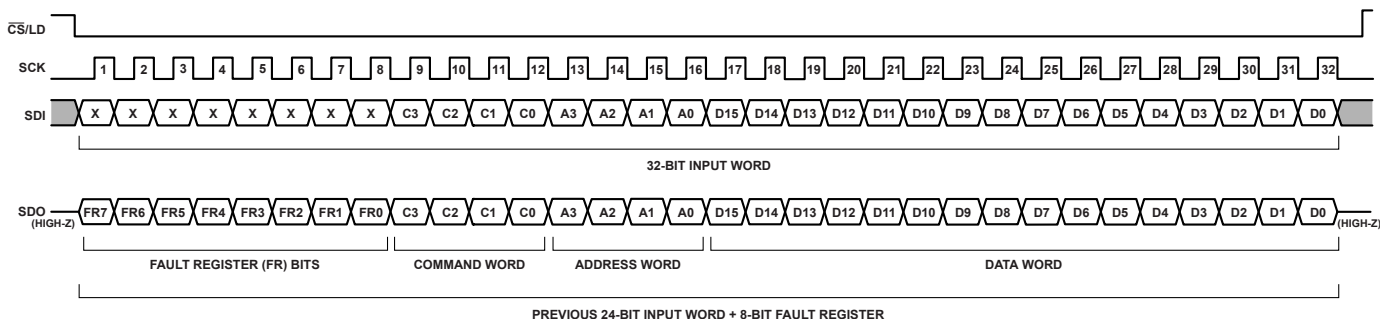 CS/LD
SCK 1 2 3 4 5 6 7 8 9 10 11 12 13 14 15 16 17 18 19 20 21 22 23 24 25 26 27 28 29 30 31 32
SDI X X X X X X X X C3 C2 C1 C0 A3 A2 A1 A0 D15 D14 D13 D12 D11 D10 D9 D8 D7 D6 D5 D4 D3 D2 D1 D0
32-BIT INPUT WORD
SDO FR7 FR6 FR5 FR4 FR3 FR2 FR1 FR0 C3 C2 C1 C0 A3 A2 A1 A0 D15 D14 D13 D12 D11 D10 D9 D8 D7 D6 D5 D4 D3 D2 D1 D0
(HIGH-Z) (HIGH-Z)
FAULT REGISTER (FR) BITS COMMAND WORD ADDRESS WORD DATA WORD
PREVIOUS 24-BIT INPUT WORD + 8-BIT FAULT REGISTER